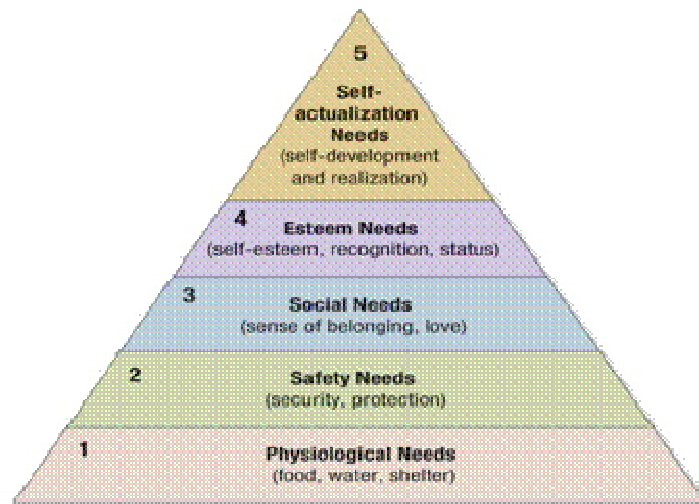 5
Self-
actualization
Needs
(self-development
and realization)
4
Esteem Needs
(self-esteem, recognition, status)
3
Social Needs
(sense of belonging, love)
2
Safety Needs
(security, protection)
1
Physiological Needs
(food, water, shelter)